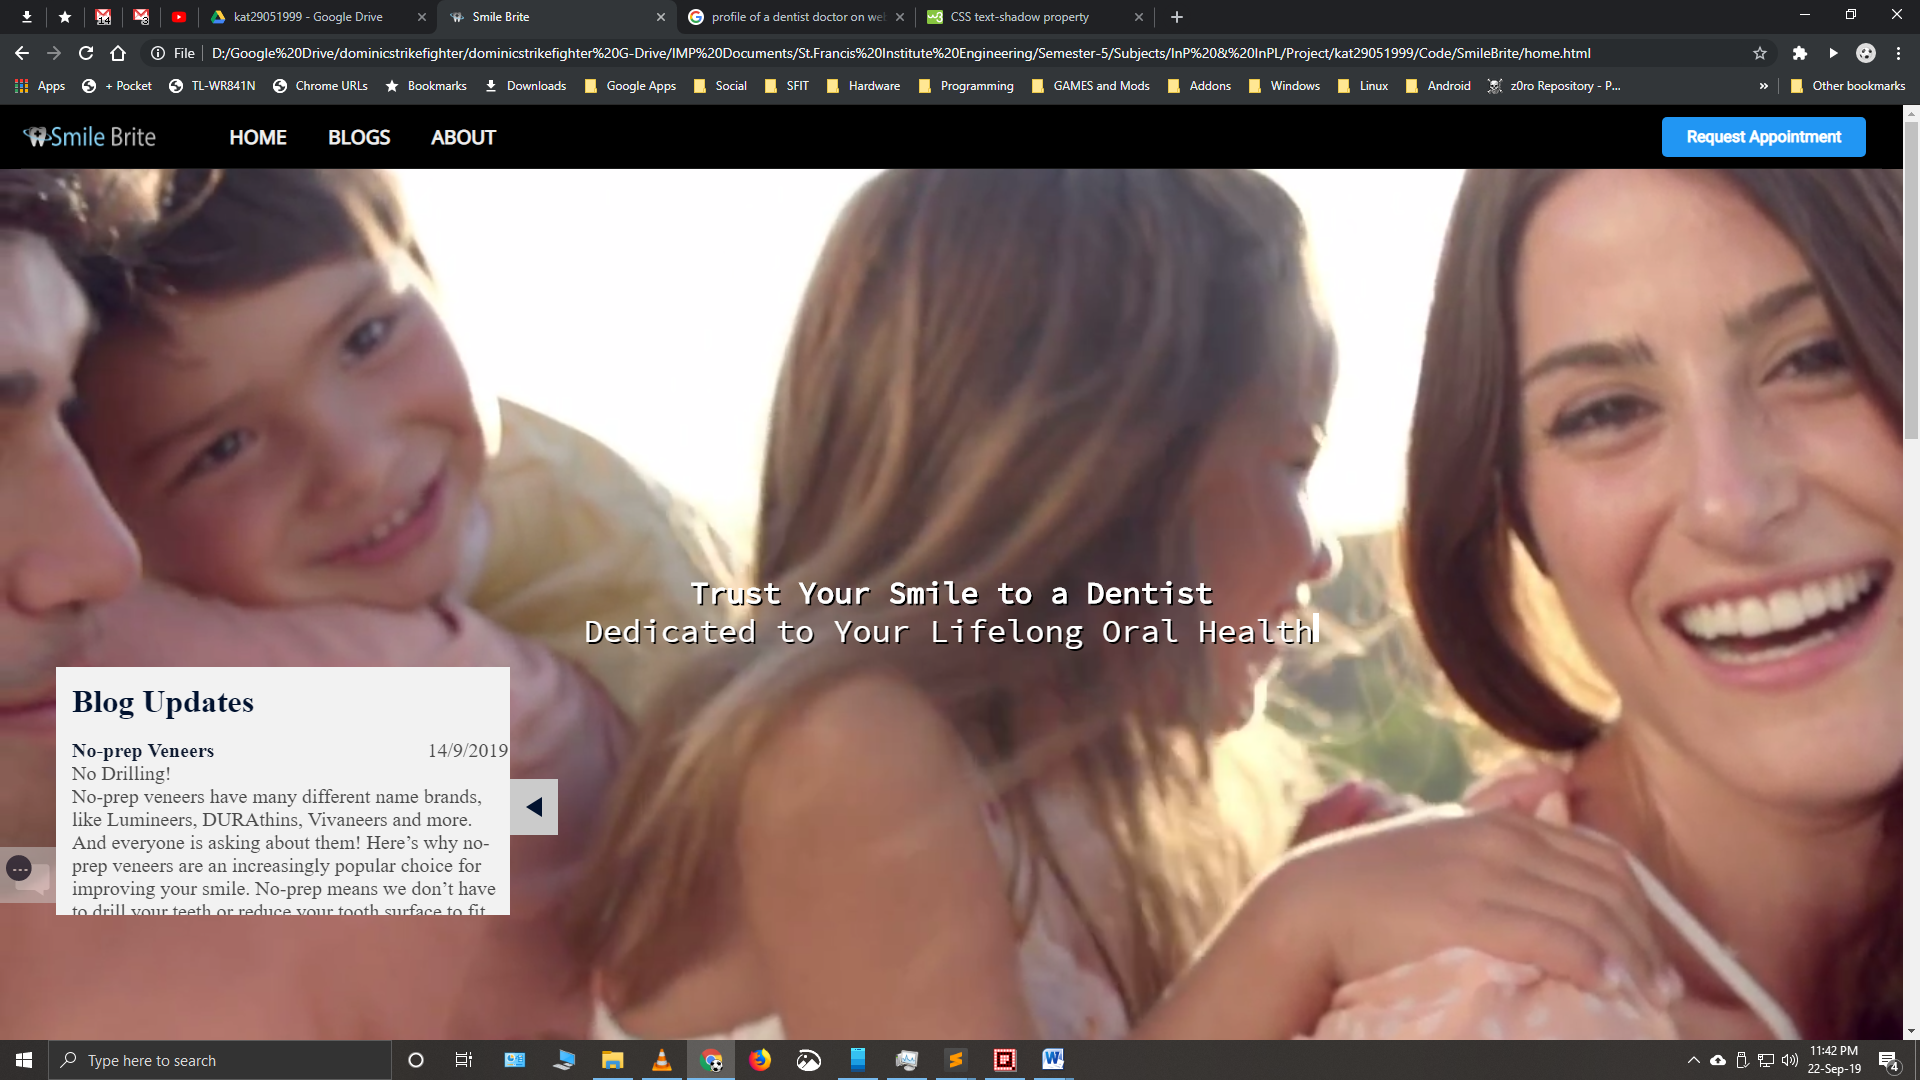 14
3
kat29051999 - Google Drive
Smile Brite
profile of a dentist doctor on we
CSS text-shadow property
File
D:/Google%20Drive/dominicstrikefighter/dominicstrikefighter%20G-Drive/IMP%20Documents/St.Francis%20Institute%20Engineering/Semester-5/Subjects/InP%20&%20InPL/Project/kat29051999/Code/SmileBrite/home.html
Apps + Pocket TL-WR841N Chrome URLs Bookmarks Downloads Google Apps Social SFIT Hardware Programming GAMES and Mods Addons Windows Linux Android z0ro Repository - P... » Other bookmarks
Smile Brite
HOME BLOGS ABOUT
Request Appointment
Trust Your Smile to a Dentist
Dedicated to Your Lifelong Oral Health
Blog Updates
No-prep Veneers 14/9/2019
No Drilling!
No-prep veneers have many different name brands,
like Lumineers, DURAthins, Vivaneers and more.
And everyone is asking about them! Here’s why no-
prep veneers are an increasingly popular choice for
improving your smile. No-prep means we don’t have
to drill your teeth or reduce your tooth surface to fit
Type here to search
11:42 PM
22-Sep-19
4